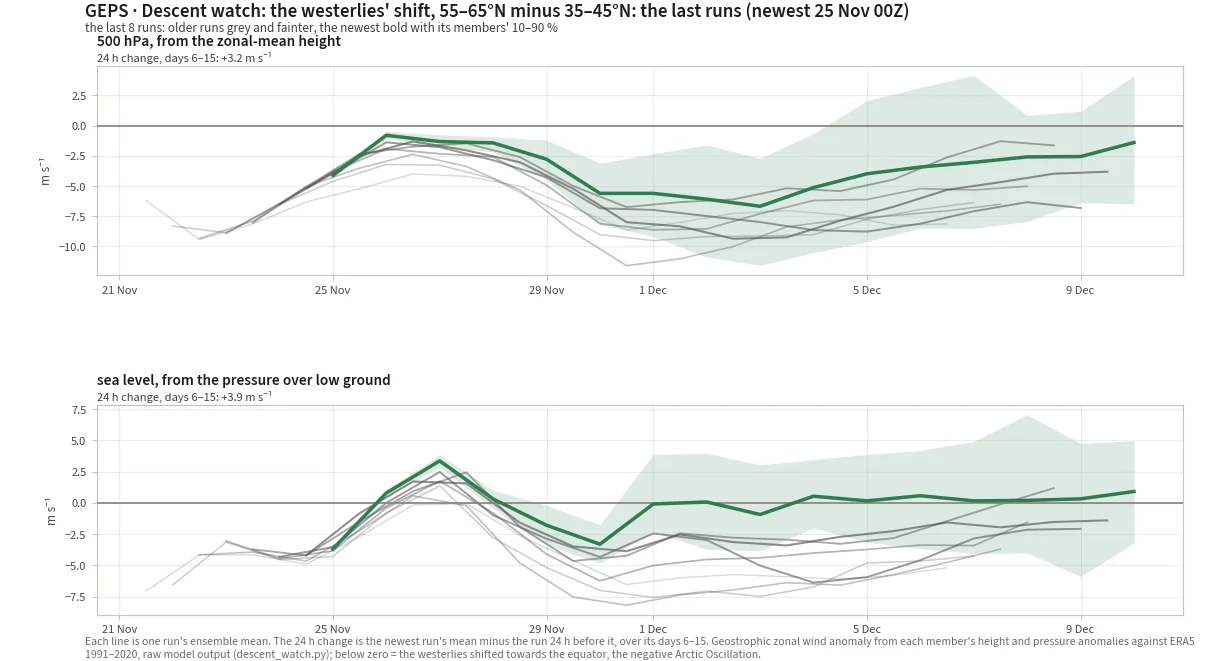 GEPS · Descent watch: the westerlies' shift, 55–65°N minus 35–45°N: the last runs (newest 25 Nov 00Z)
the last 8 runs: older runs grey and fainter, the newest bold with its members' 10–90 %
500 hPa, from the zonal-mean height
24 h change, days 6–15: +3.2 m s⁻¹
2.5
0.0
−2.5
−5.0
−7.5
−10.0
m s⁻¹
21 Nov 25 Nov 29 Nov 1 Dec 5 Dec 9 Dec
sea level, from the pressure over low ground
24 h change, days 6–15: +3.9 m s⁻¹
7.5
5.0
2.5
0.0
−2.5
−5.0
−7.5
m s⁻¹
21 Nov 25 Nov 29 Nov 1 Dec 5 Dec 9 Dec
Each line is one run's ensemble mean. The 24 h change is the newest run's mean minus the run 24 h before it, over its days 6–15. Geostrophic zonal wind anomaly from each member's height and pressure anomalies against ERA5
1991–2020, raw model output (descent_watch.py); below zero = the westerlies shifted towards the equator, the negative Arctic Oscillation.